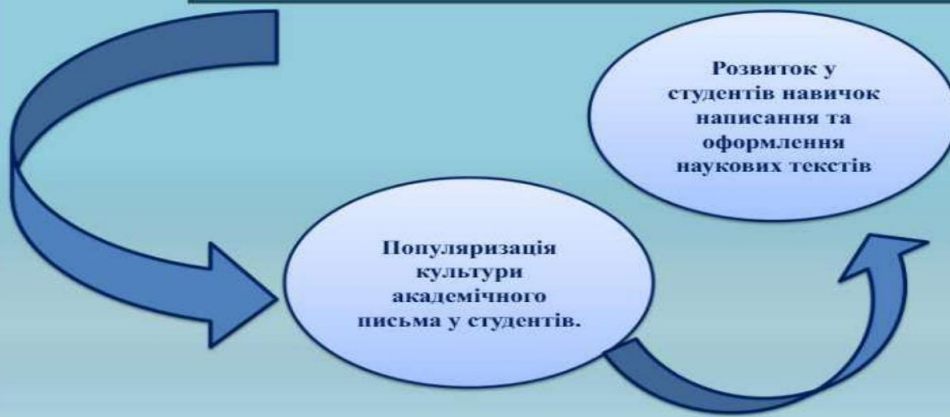 Розвиток у
студентів навичок
написання та
оформлення
наукових текстів
Популяризація
культури
академічного
письма у студентів.